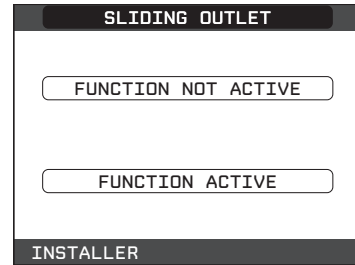 SLIDING OUTLET
FUNCTION NOT ACTIVE
FUNCTION ACTIVE
INSTALLER